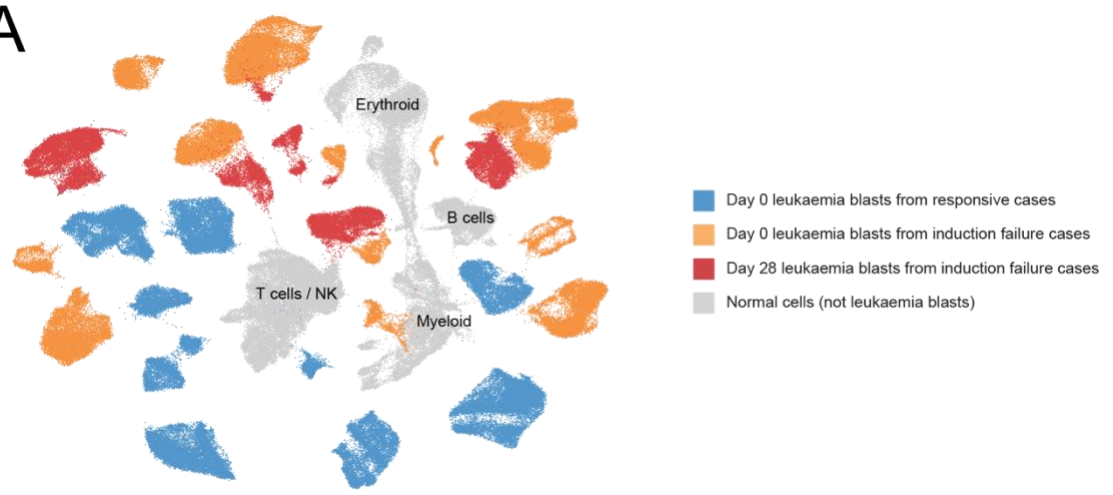 A
Erythroid
B cells
T cells / NK
Myeloid
Day 0 leukaemia blasts from responsive cases
Day 0 leukaemia blasts from induction failure cases
Day 28 leukaemia blasts from induction failure cases
Normal cells (not leukaemia blasts)